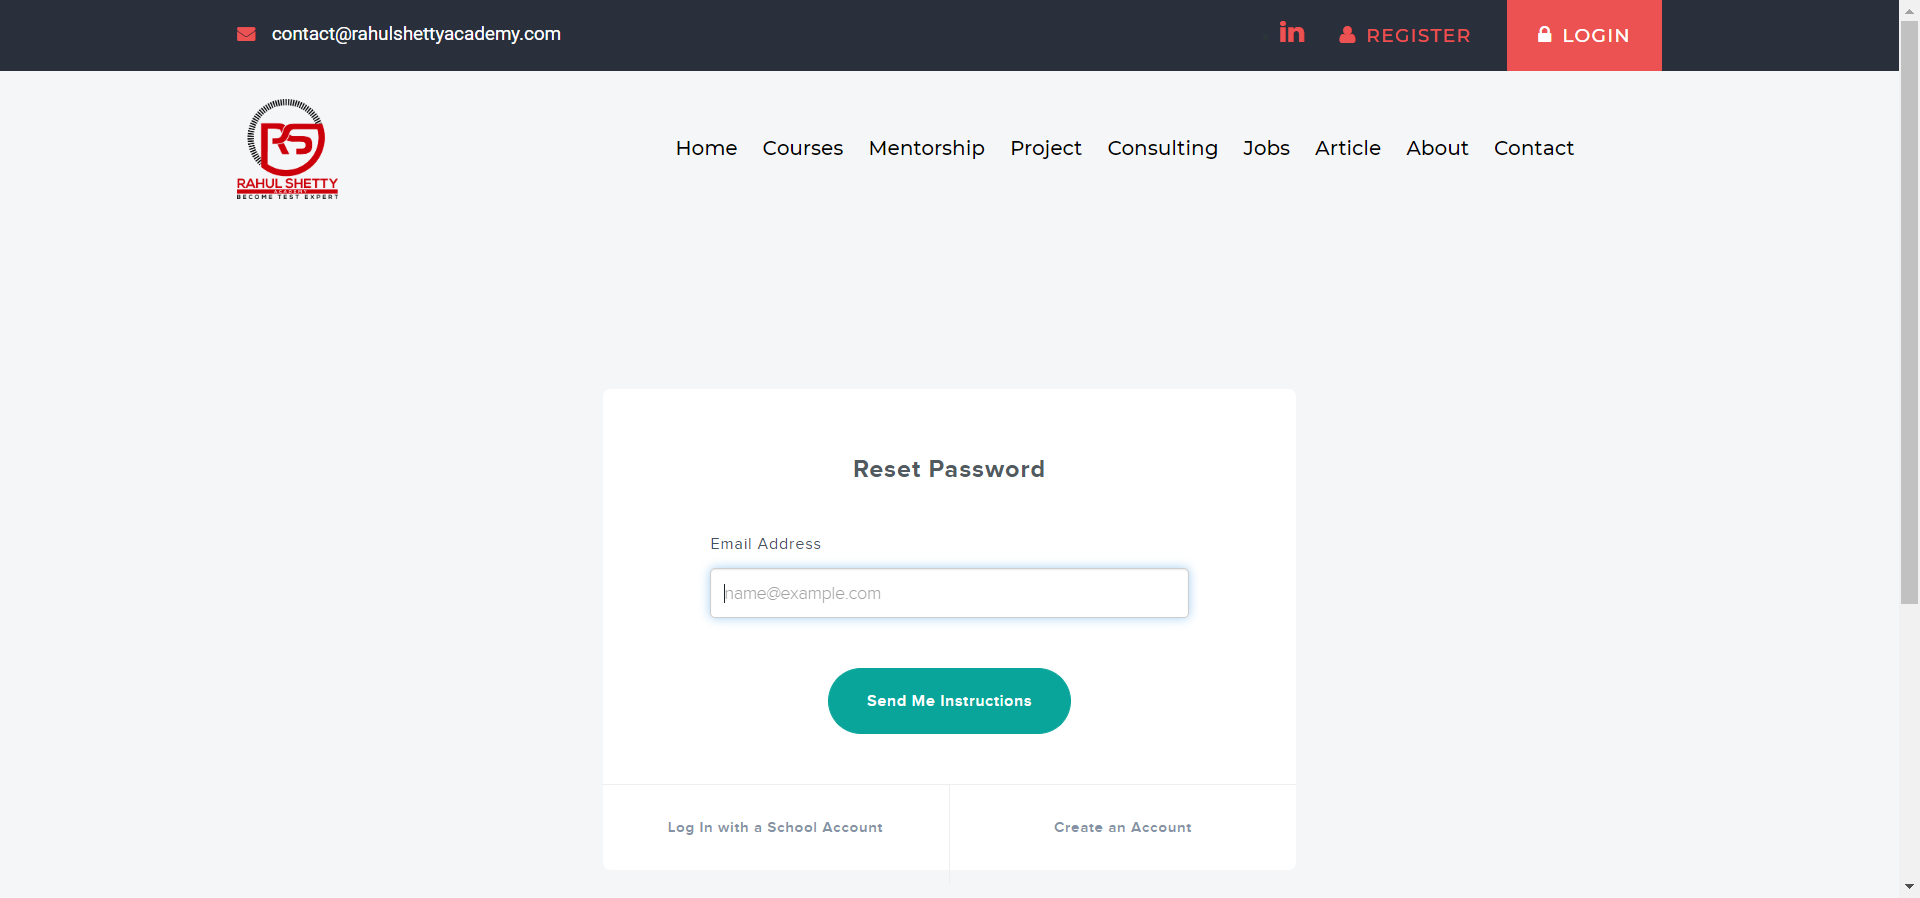 contact@rahulshettyacademy.com
REGISTER
LOGIN
RS
RAHUL SHETTY
ACADEMY
BECOME TEST EXPERT
Home Courses Mentorship Project Consulting Jobs Article About Contact
Reset Password
Email Address
name@example.com
Send Me Instructions
Log In with a School Account
Create an Account